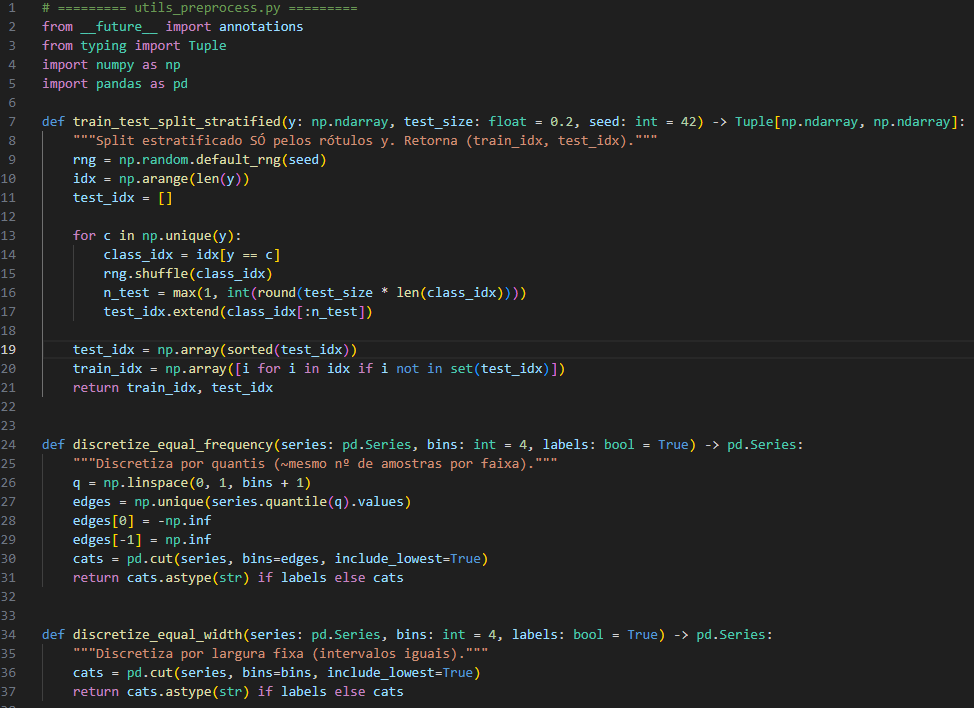 1 # ========= utils_preprocess.py =========
2 from __future__ import annotations
3 from typing import Tuple
4 import numpy as np
5 import pandas as pd
6
7 def train_test_split_stratified(y: np.ndarray, test_size: float = 0.2, seed: int = 42) -> Tuple[np.ndarray, np.ndarray]:
8     """Split estratificado SÓ pelos rótulos y. Retorna (train_idx, test_idx)."""
9     rng = np.random.default_rng(seed)
10     idx = np.arange(len(y))
11     test_idx = []
12
13     for c in np.unique(y):
14         class_idx = idx[y == c]
15         rng.shuffle(class_idx)
16         n_test = max(1, int(round(test_size * len(class_idx))))
17         test_idx.extend(class_idx[:n_test])
18
19     test_idx = np.array(sorted(test_idx))
20     train_idx = np.array([i for i in idx if i not in set(test_idx)])
21     return train_idx, test_idx
22
23
24 def discretize_equal_frequency(series: pd.Series, bins: int = 4, labels: bool = True) -> pd.Series:
25     """Discretiza por quantis (~mesmo nº de amostras por faixa)."""
26     q = np.linspace(0, 1, bins + 1)
27     edges = np.unique(series.quantile(q).values)
28     edges[0] = -np.inf
29     edges[-1] = np.inf
30     cats = pd.cut(series, bins=edges, include_lowest=True)
31     return cats.astype(str) if labels else cats
32
33
34 def discretize_equal_width(series: pd.Series, bins: int = 4, labels: bool = True) -> pd.Series:
35     """Discretiza por largura fixa (intervalos iguais)."""
36     cats = pd.cut(series, bins=bins, include_lowest=True)
37     return cats.astype(str) if labels else cats